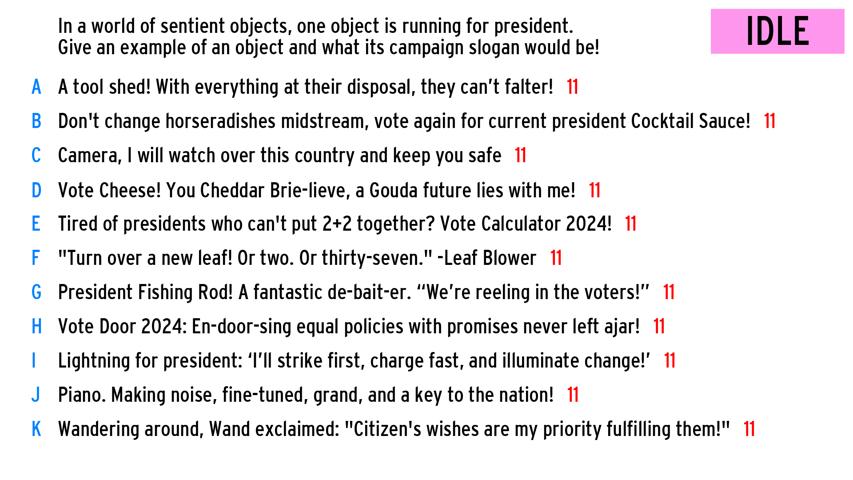 In a world of sentient objects, one object is running for president.
Give an example of an object and what its campaign slogan would be!
IDLE
A A tool shed! With everything at their disposal, they can’t falter! 11
B Don't change horseradishes midstream, vote again for current president Cocktail Sauce! 11
C Camera, I will watch over this country and keep you safe 11
D Vote Cheese! You Cheddar Brie-lieve, a Gouda future lies with me! 11
E Tired of presidents who can't put 2+2 together? Vote Calculator 2024! 11
F "Turn over a new leaf! Or two. Or thirty-seven." -Leaf Blower 11
G President Fishing Rod! A fantastic de-bait-er. “We’re reeling in the voters!” 11
H Vote Door 2024: En-door-sing equal policies with promises never left ajar! 11
I Lightning for president: ‘I’ll strike first, charge fast, and illuminate change!’ 11
J Piano. Making noise, fine-tuned, grand, and a key to the nation! 11
K Wandering around, Wand exclaimed: "Citizen's wishes are my priority fulfilling them!" 11